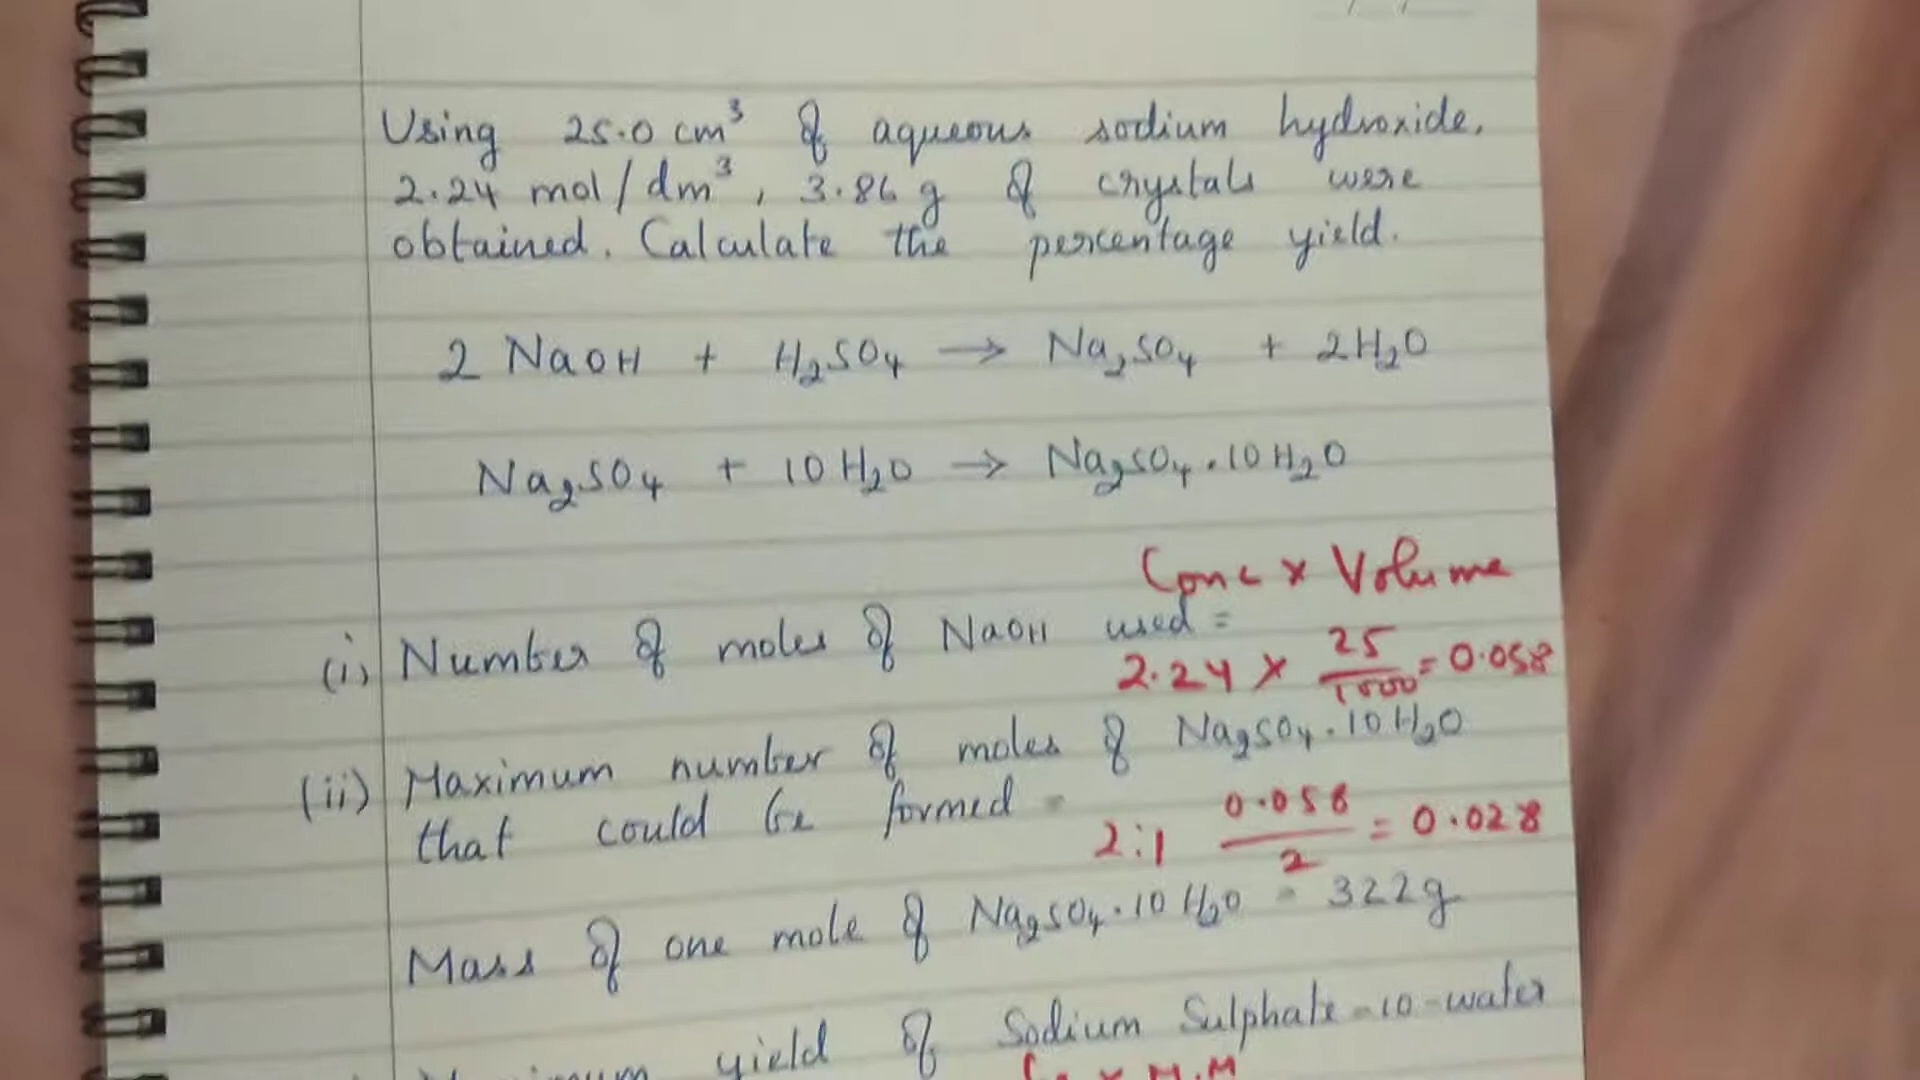 Using 25.0 cm³ of aqueous sodium hydroxide,
2.24 mol/dm³, 3.86 g of crystals were
obtained. Calculate the percentage yield.
2 NaOH + H₂SO₄ → Na₂SO₄ + 2H₂O
Na₂SO₄ + 10 H₂O → Na₂SO₄.10 H₂O
Conc x Volume
(i) Number of moles of NaOH used =
2.24 x 25/1000 = 0.058
(ii) Maximum number of moles of Na₂SO₄.10 H₂O
that could be formed =
2:1 0.058/2 = 0.028
Mass of one mole of Na₂SO₄.10 H₂O = 322g
yield of Sodium Sulphate-10-water
x M.M